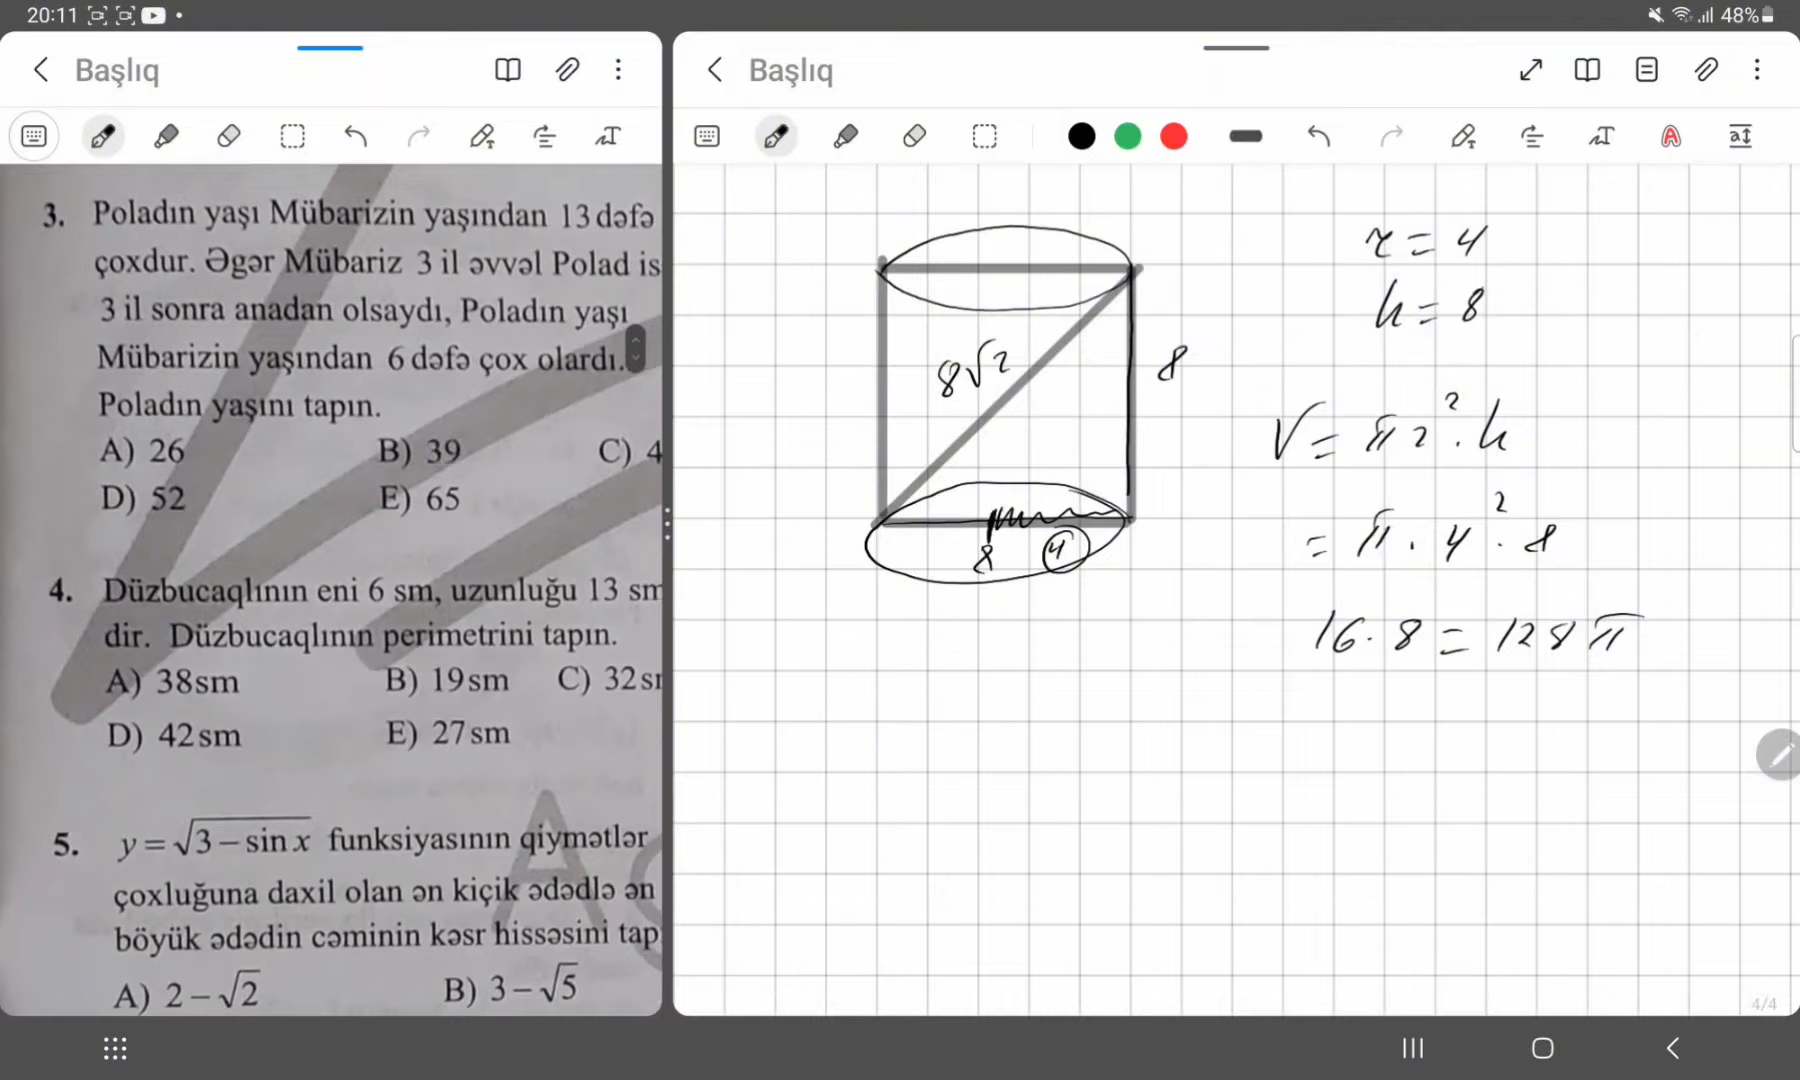 20:11
48%
Başlıq
3. Poladın yaşı Mübarizin yaşından 13 dəfə
çoxdur. Əgər Mübariz 3 il əvvəl Polad is
3 il sonra anadan olsaydı, Poladın yaşı
Mübarizin yaşından 6 dəfə çox olardı.
Poladın yaşını tapın.
A) 26 B) 39 C) 4
D) 52 E) 65
4. Düzbucaqlının eni 6 sm, uzunluğu 13 sm
dir. Düzbucaqlının perimetrini tapın.
A) 38sm B) 19sm C) 32sm
D) 42sm E) 27sm
5. y=√3-sin x funksiyasının qiymətlər
çoxluğuna daxil olan ən kiçik ədədlə ən
böyük ədədin cəminin kəsr hissəsini tap
A) 2-√2 B) 3-√5
Başlıq
8√2
8
8
4
r=4
h=8
V=πr²·h
=π·4²·8
16·8=128π
4/4